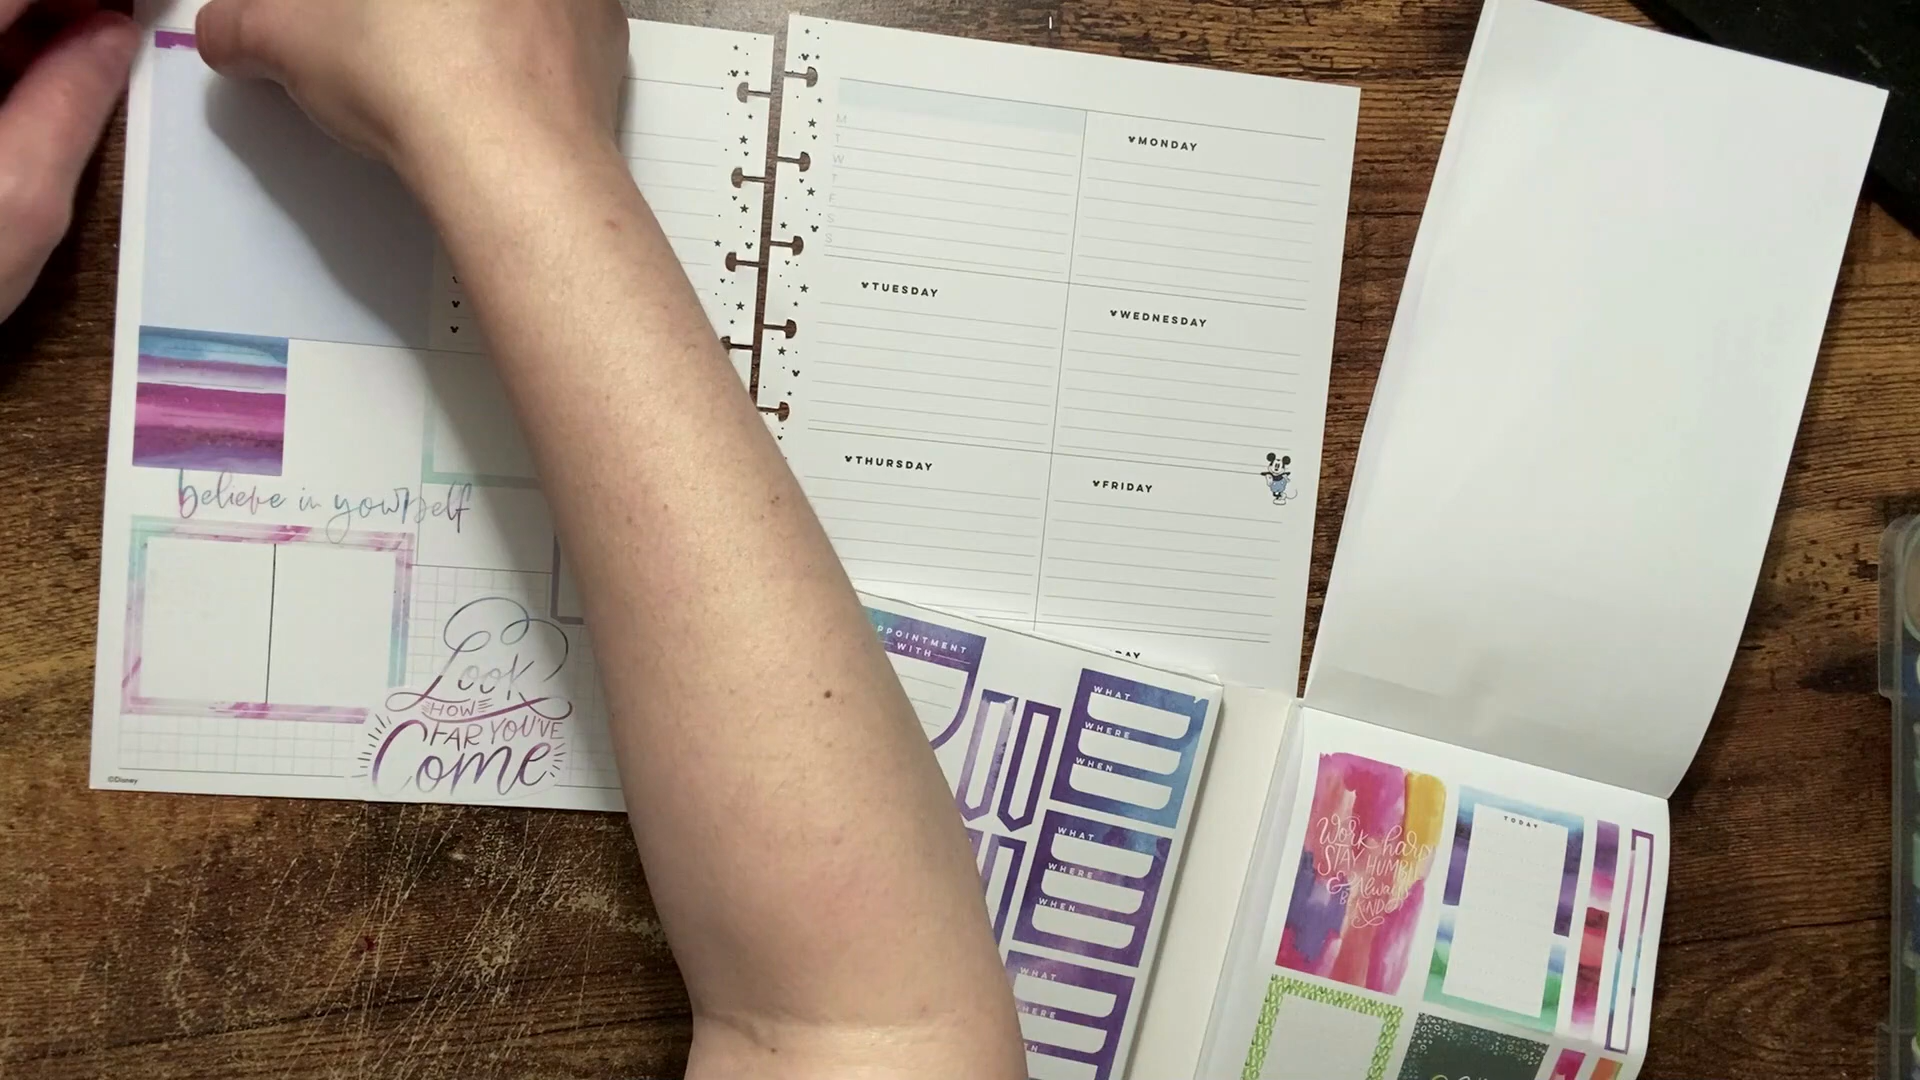 M
T
W
T
F
S
S
MONDAY
TUESDAY
WEDNESDAY
THURSDAY
FRIDAY
believe in yourself
Look
HOW
FAR YOU'VE
Come
©Disney
WITH
WHAT
WHERE
WHEN
WHAT
WHERE
WHEN
WHAT
Work hard
STAY HUMBLE
& Always
BE KIND
TODAY